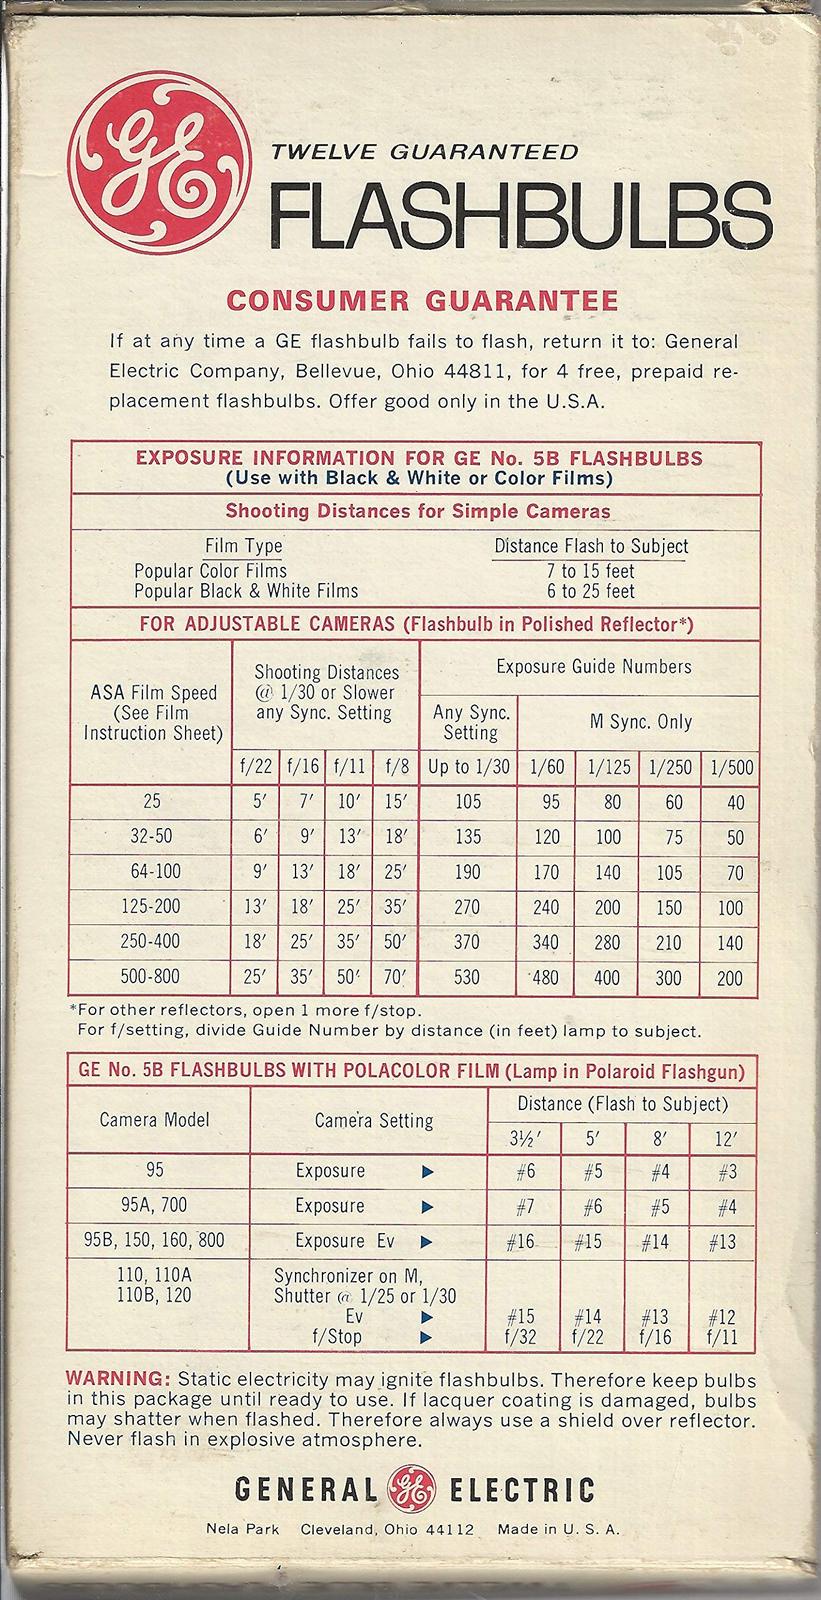 GE
TWELVE GUARANTEED
FLASHBULBS
CONSUMER GUARANTEE
If at any time a GE flashbulb fails to flash, return it to: General
Electric Company, Bellevue, Ohio 44811, for 4 free, prepaid re-
placement flashbulbs. Offer good only in the U.S.A.
EXPOSURE INFORMATION FOR GE No. 5B FLASHBULBS
(Use with Black & White or Color Films)
Shooting Distances for Simple Cameras
Film Type Distance Flash to Subject
Popular Color Films 7 to 15 feet
Popular Black & White Films 6 to 25 feet
FOR ADJUSTABLE CAMERAS (Flashbulb in Polished Reflector*)
ASA Film Speed
(See Film
Instruction Sheet)
Shooting Distances
@ 1/30 or Slower
any Sync. Setting
Exposure Guide Numbers
Any Sync.
Setting
M Sync. Only
f/22 f/16 f/11 f/8 Up to 1/30 1/60 1/125 1/250 1/500
25 5′ 7′ 10′ 15′ 105 95 80 60 40
32-50 6′ 9′ 13′ 18′ 135 120 100 75 50
64-100 9′ 13′ 18′ 25′ 190 170 140 105 70
125-200 13′ 18′ 25′ 35′ 270 240 200 150 100
250-400 18′ 25′ 35′ 50′ 370 340 280 210 140
500-800 25′ 35′ 50′ 70′ 530 480 400 300 200
*For other reflectors, open 1 more f/stop.
For f/setting, divide Guide Number by distance (in feet) lamp to subject.
GE No. 5B FLASHBULBS WITH POLACOLOR FILM (Lamp in Polaroid Flashgun)
Camera Model
Camera Setting
Distance (Flash to Subject)
3½′ 5′ 8′ 12′
95 Exposure ▶ #6 #5 #4 #3
95A, 700 Exposure ▶ #7 #6 #5 #4
95B, 150, 160, 800 Exposure Ev ▶ #16 #15 #14 #13
110, 110A Synchronizer on M,
110B, 120 Shutter @ 1/25 or 1/30
Ev ▶ #15 #14 #13 #12
f/Stop ▶ f/32 f/22 f/16 f/11
WARNING: Static electricity may ignite flashbulbs. Therefore keep bulbs
in this package until ready to use. If lacquer coating is damaged, bulbs
may shatter when flashed. Therefore always use a shield over reflector.
Never flash in explosive atmosphere.
GENERAL GE ELECTRIC
Nela Park Cleveland, Ohio 44112 Made in U. S. A.